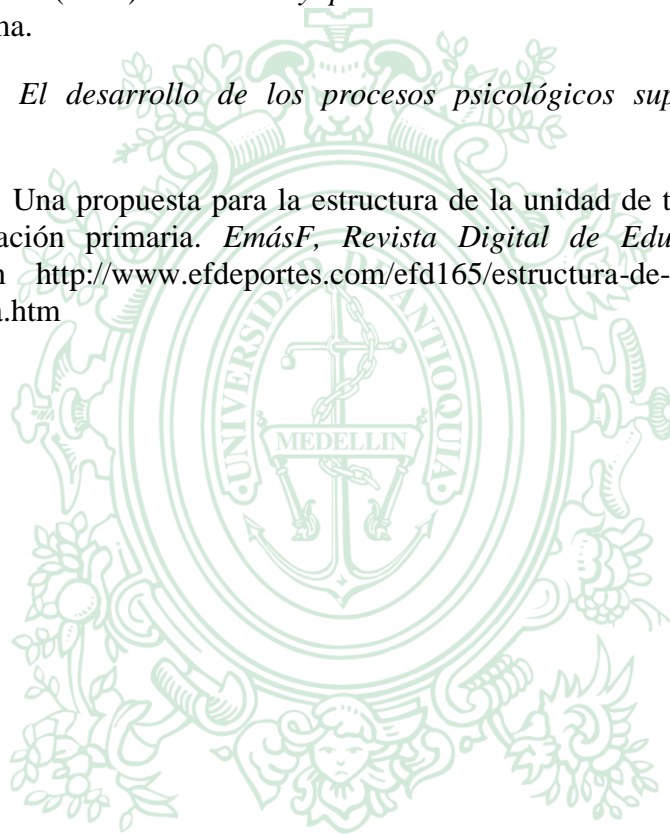 na.
El desarrollo de los procesos psicológicos sup
Una propuesta para la estructura de la unidad de t
ación primaria. EmásF, Revista Digital de Edu
http://www.efdeportes.com/efd165/estructura-de-
.htm
UNIVERSIDAD DE ANTIOQUIA
MEDELLIN